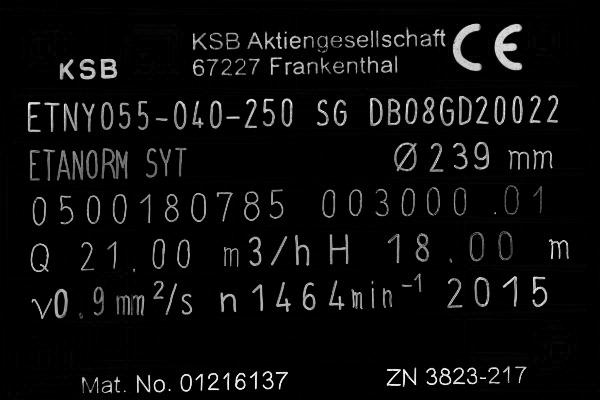 KSB
KSB Aktiengesellschaft
67227 Frankenthal
CE
ETNY055-040-250 SG DB08GD20022
ETANORM SYT Ø 239 mm
0500180785 003000 .01
Q 21.00 m3/h H 18.00 m
ν0.9mm²/s n1464min⁻¹ 2015
Mat. No. 01216137 ZN 3823-217